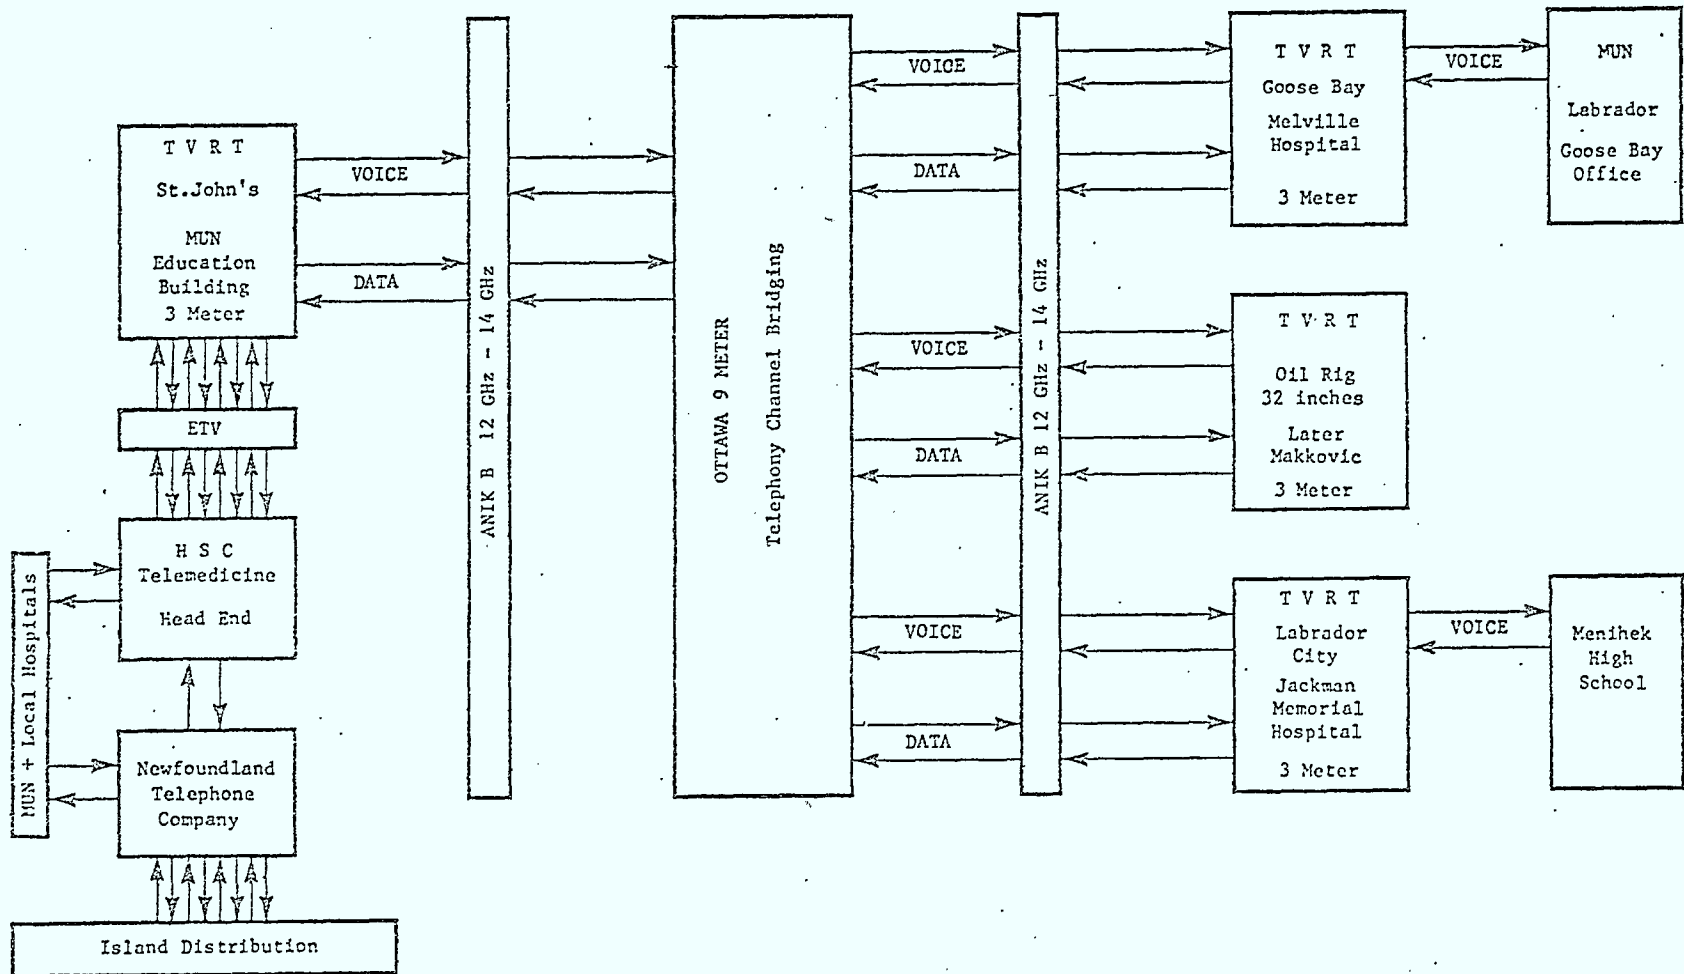 T V R T
St.John's
MUN
Education
Building
3 Meter
ETV
H S C
Telemedicine
Head End
MUN + Local Hospitals
Newfoundland
Telephone
Company
Island Distribution
VOICE
DATA
ANIK B 12 GHz - 14 GHz
OTTAWA 9 METER
Telephony Channel Bridging
VOICE
DATA
VOICE
DATA
VOICE
DATA
ANIK B 12 GHz - 14 GHz
T V R T
Goose Bay
Melville
Hospital
3 Meter
VOICE
MUN
Labrador
Goose Bay
Office
T V R T
Oil Rig
32 inches
Later
Makkovic
3 Meter
T V R T
Labrador
City
Jackman
Memorial
Hospital
3 Meter
VOICE
Menihek
High
School